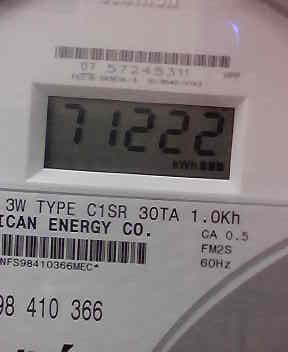 07 57245311 UPP
71222
kWh
3W TYPE C1SR 30TA 1.0Kh
ICAN ENERGY CO.
CA 0.5
FM2S
NFS98410366MEC*
60Hz
98 410 366